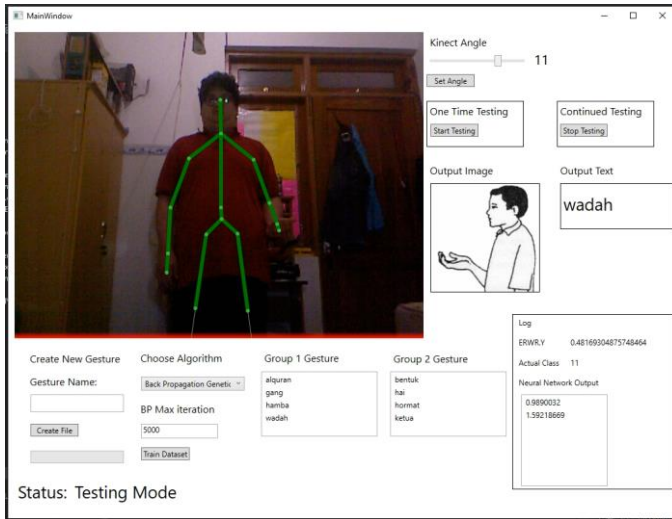 MainWindow
Kinect Angle
11
Set Angle
One Time Testing
Start Testing
Continued Testing
Stop Testing
Output Image
Output Text
wadah
Log
ERWR.Y 0.48169304875748464
Actual Class 11
Neural Network Output
0.9890032
1.59218669
Create New Gesture
Gesture Name:
Create File
Choose Algorithm
Back Propagation Genetic
BP Max iteration
5000
Train Dataset
Group 1 Gesture
alquran
gang
hamba
wadah
Group 2 Gesture
bentuk
hai
hormat
ketua
Status: Testing Mode